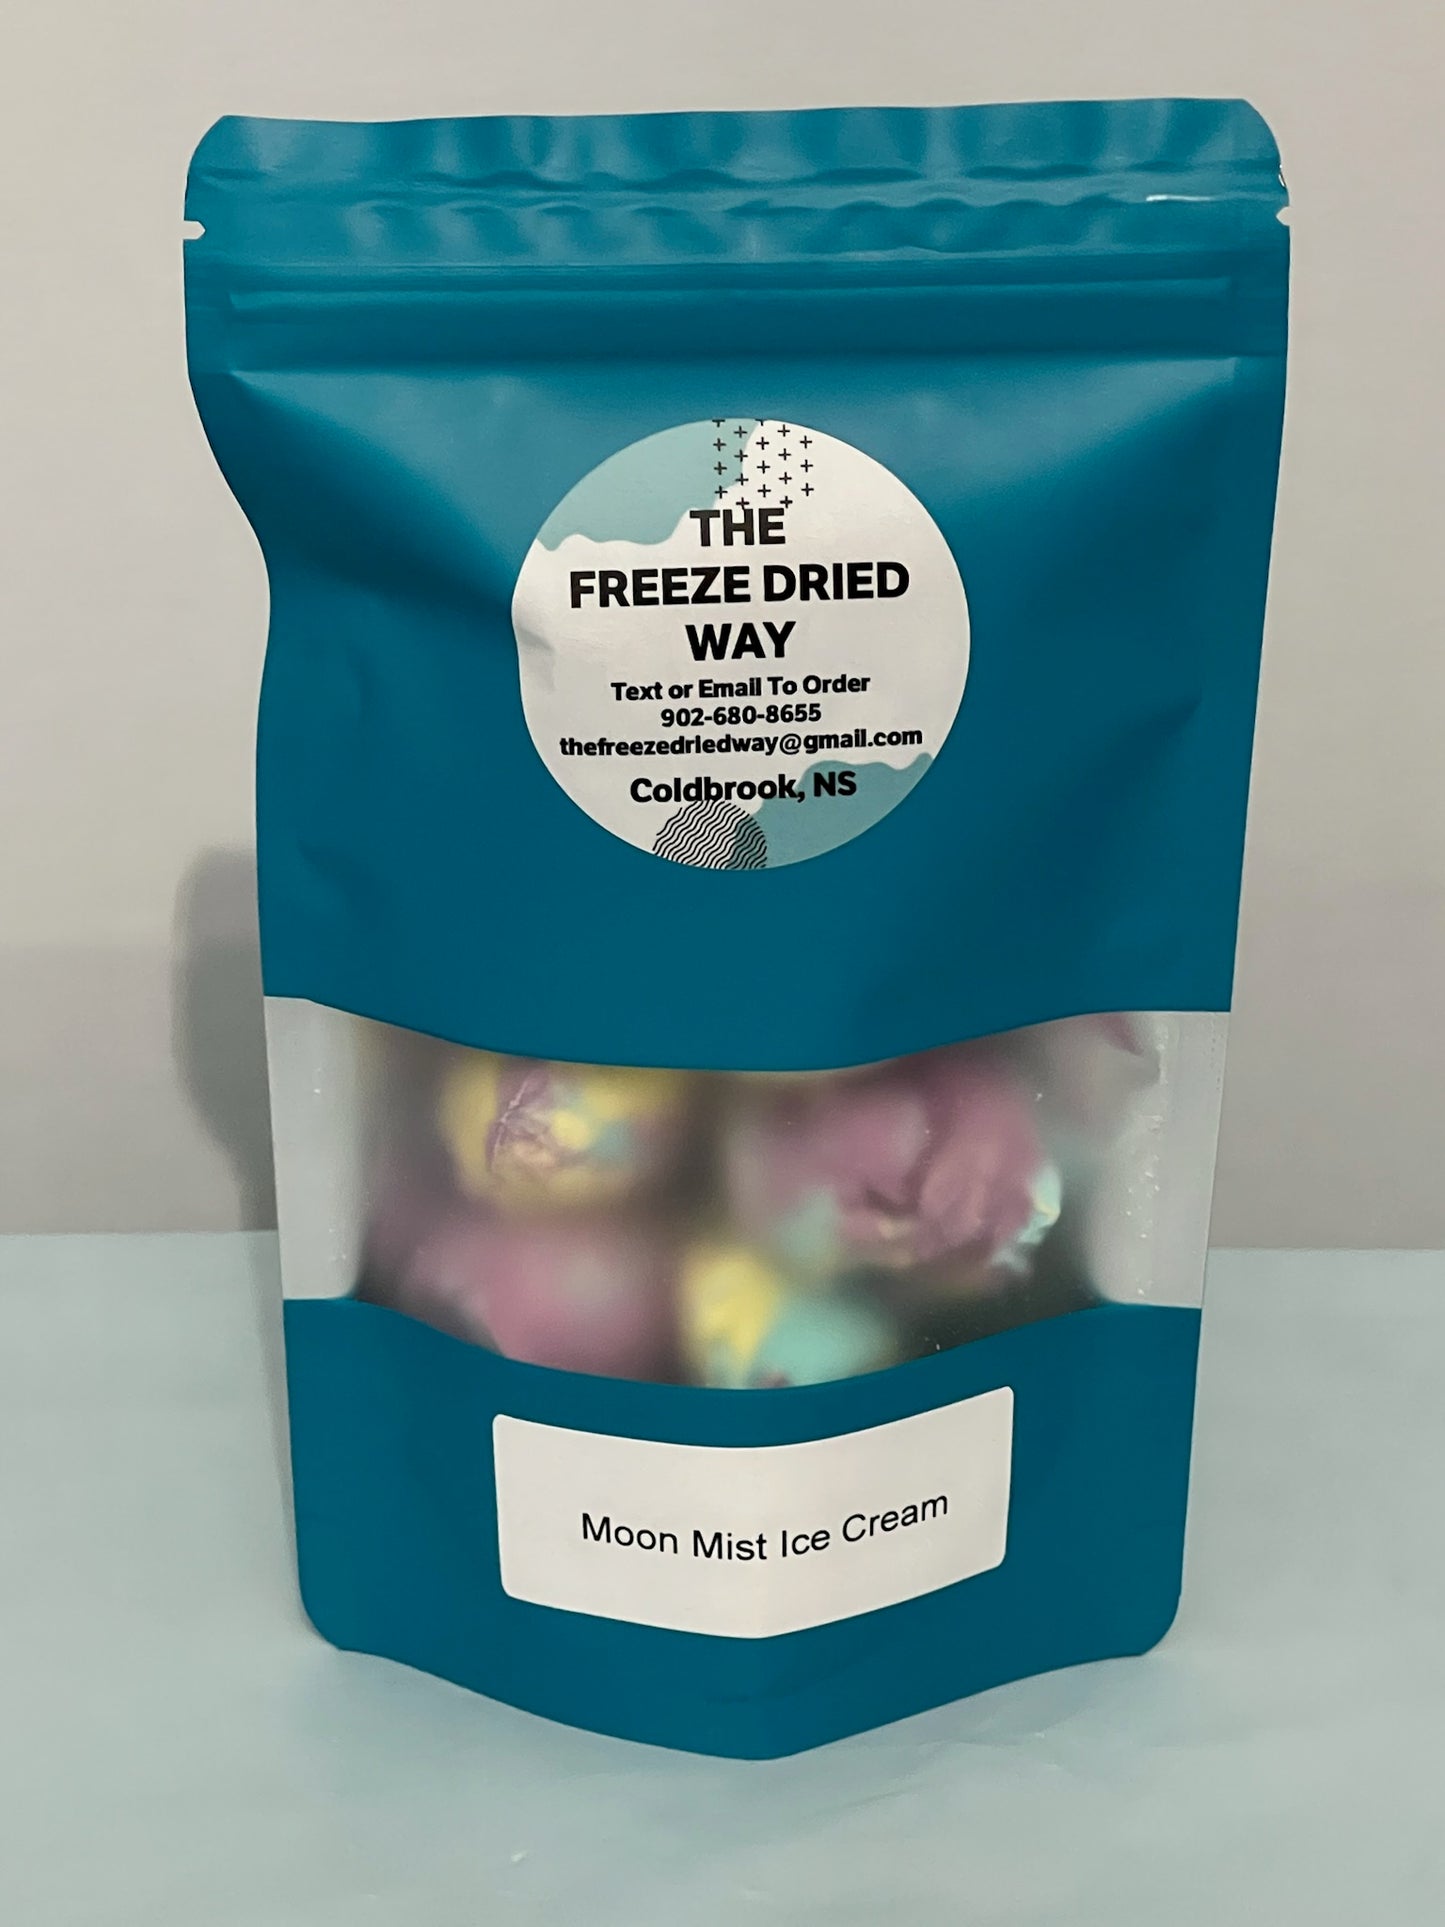 THE
FREEZE DRIED
WAY
Text or Email To Order
902-680-8655
thefreezedriedway@gmail.com
Coldbrook, NS
Moon Mist Ice Cream